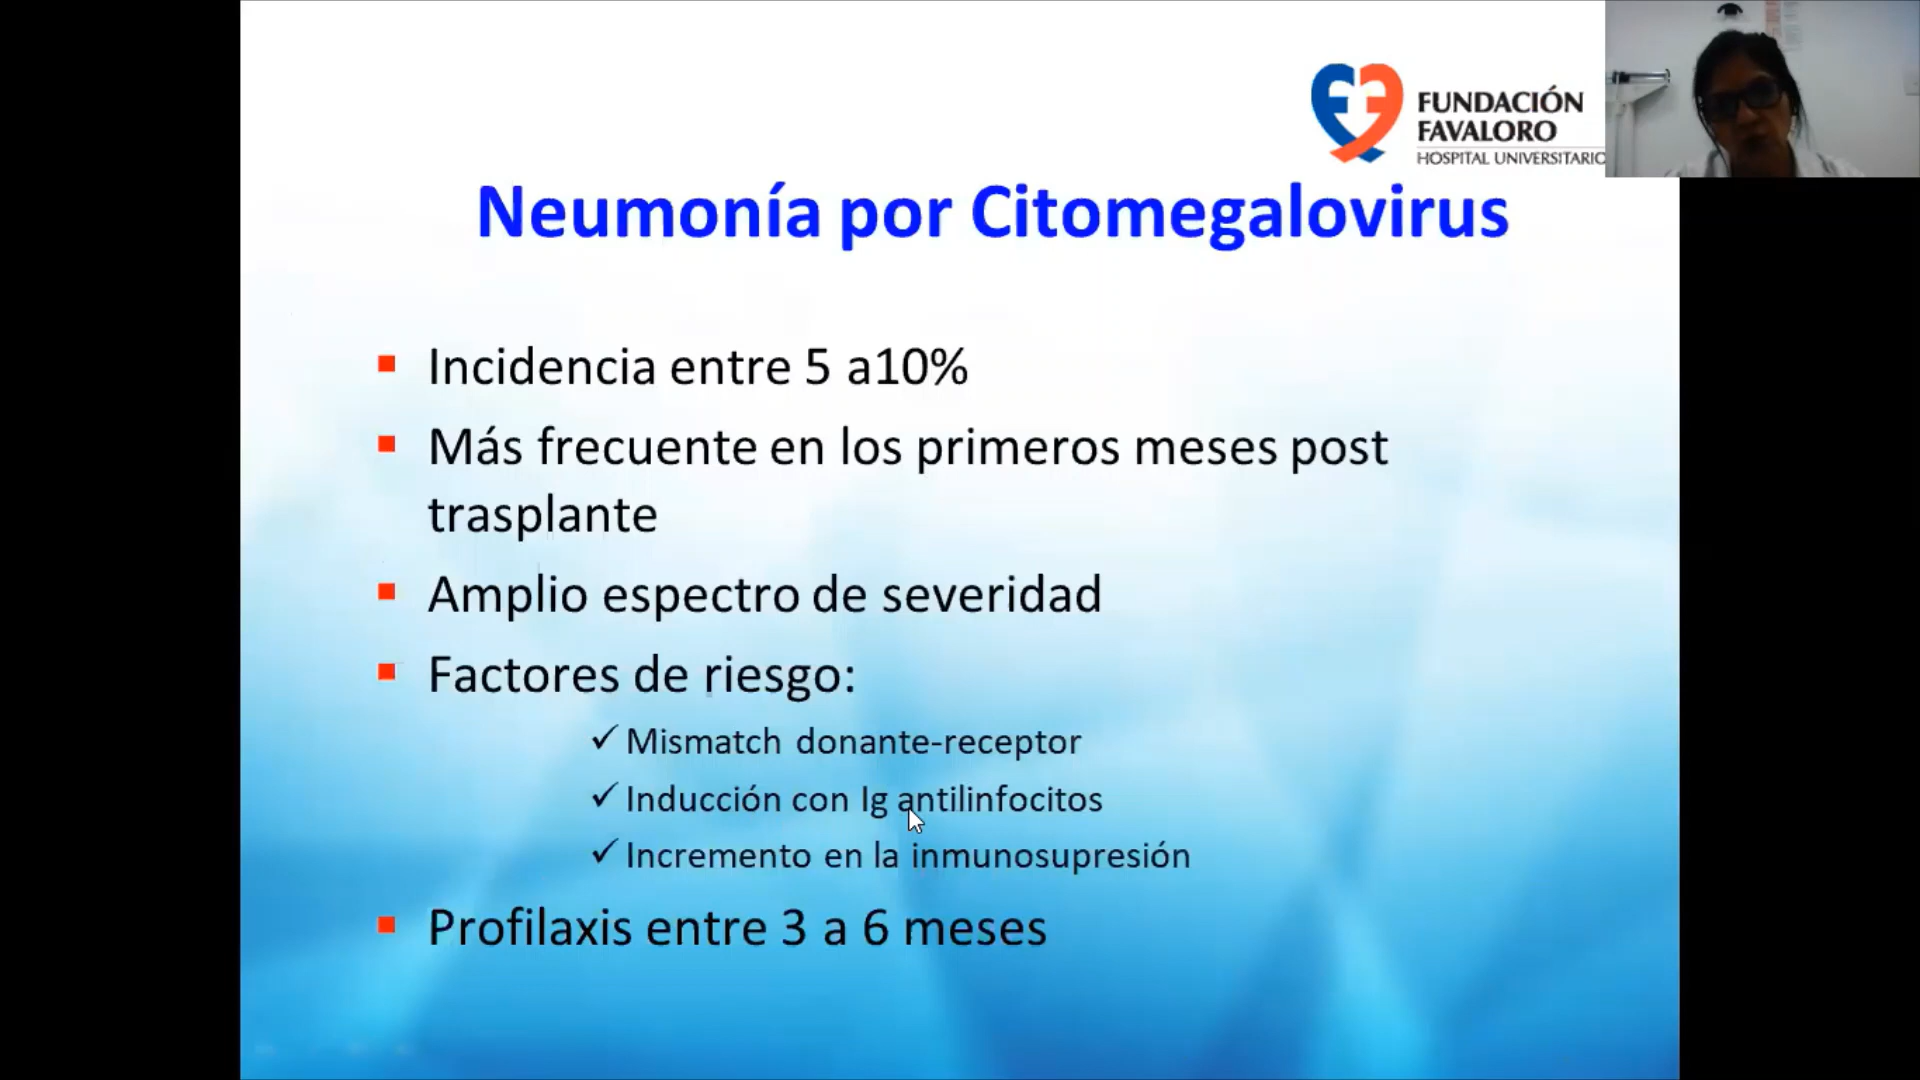 FUNDACIÓN
FAVALORO
HOSPITAL UNIVERSITARIO
Neumonía por Citomegalovirus
Incidencia entre 5 a10%
Más frecuente en los primeros meses post
trasplante
Amplio espectro de severidad
Factores de riesgo:
Mismatch donante-receptor
Inducción con Ig antilinfocitos
Incremento en la inmunosupresión
Profilaxis entre 3 a 6 meses